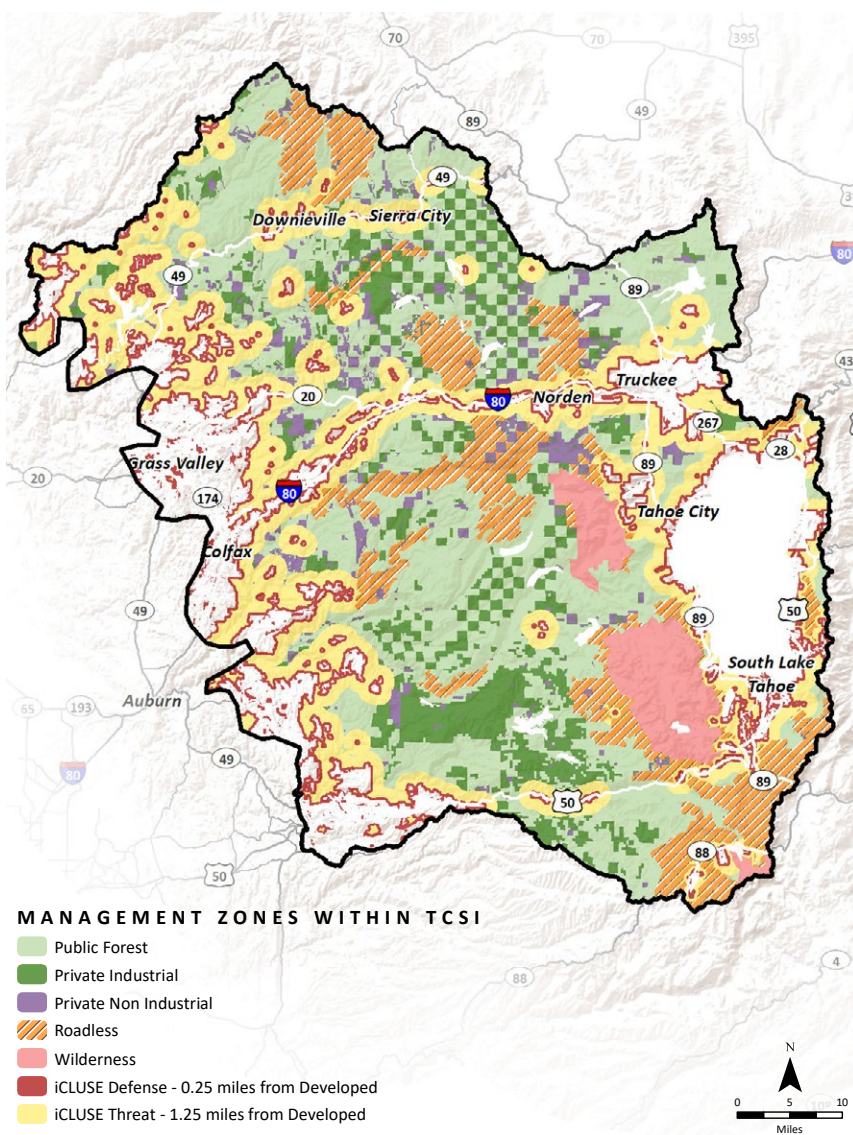 70
70
395
49
89
49
Downieville
Sierra City
80
49
89
43
20
80
Norden
Truckee
267
28
Grass Valley
89
20
174
80
Tahoe City
Colfax
49
89
50
South Lake
Tahoe
Auburn
65
193
49
80
89
50
88
50
MANAGEMENT ZONES WITHIN TCSI
Public Forest
Private Industrial
Private Non Industrial
Roadless
Wilderness
iCLUSE Defense - 0.25 miles from Developed
iCLUSE Threat - 1.25 miles from Developed
4
88
N
0 5 10
Miles